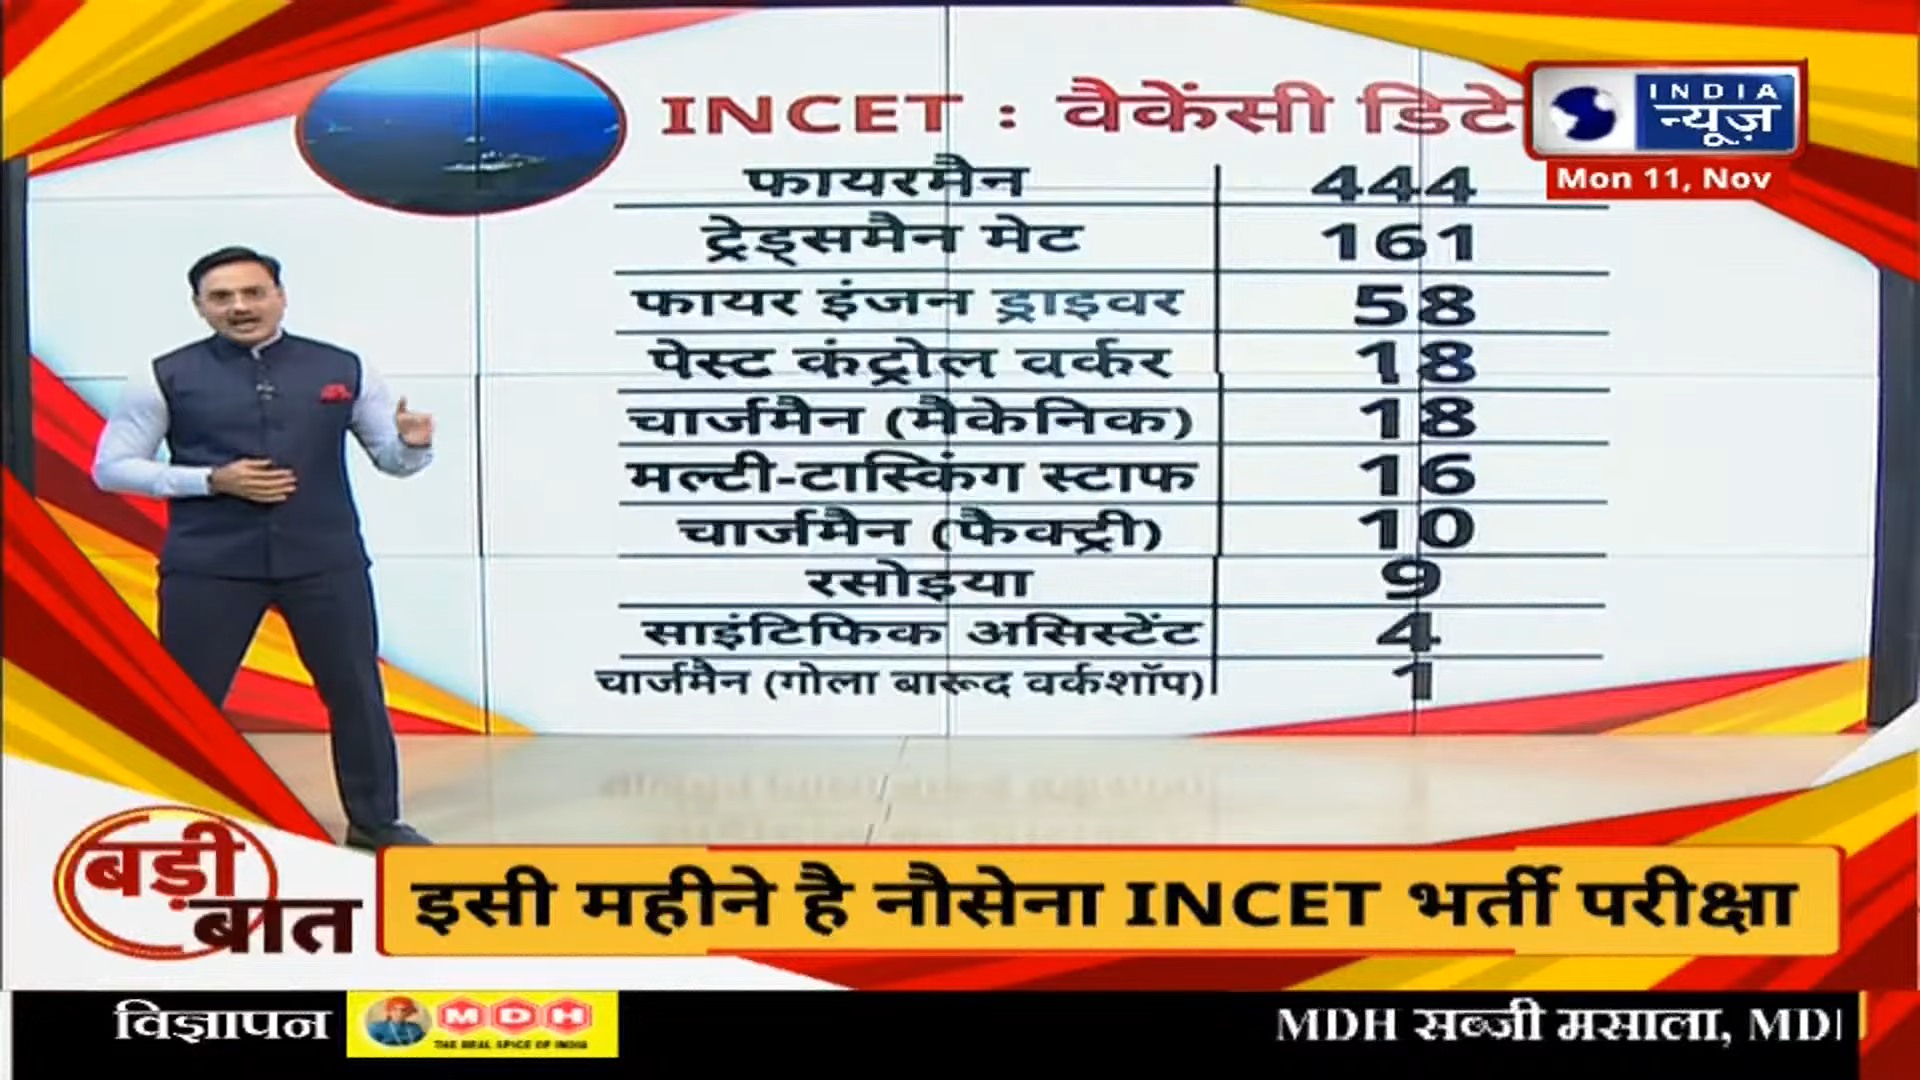 INCET : वैकेंसी डिटे
INDIA
न्यूज़
Mon 11, Nov
फायरमैन 444
ट्रेड्समैन मेट 161
फायर इंजन ड्राइवर 58
पेस्ट कंट्रोल वर्कर 18
चार्जमैन (मैकेनिक) 18
मल्टी-टास्किंग स्टाफ 16
चार्जमैन (फैक्ट्री) 10
रसोइया 9
साइंटिफिक असिस्टेंट 4
चार्जमैन (गोला बारूद वर्कशॉप) 1
बड़ी
बात
इसी महीने है नौसेना INCET भर्ती परीक्षा
विज्ञापन
MDH
THE REAL SPICE OF INDIA
MDH सब्जी मसाला, MD